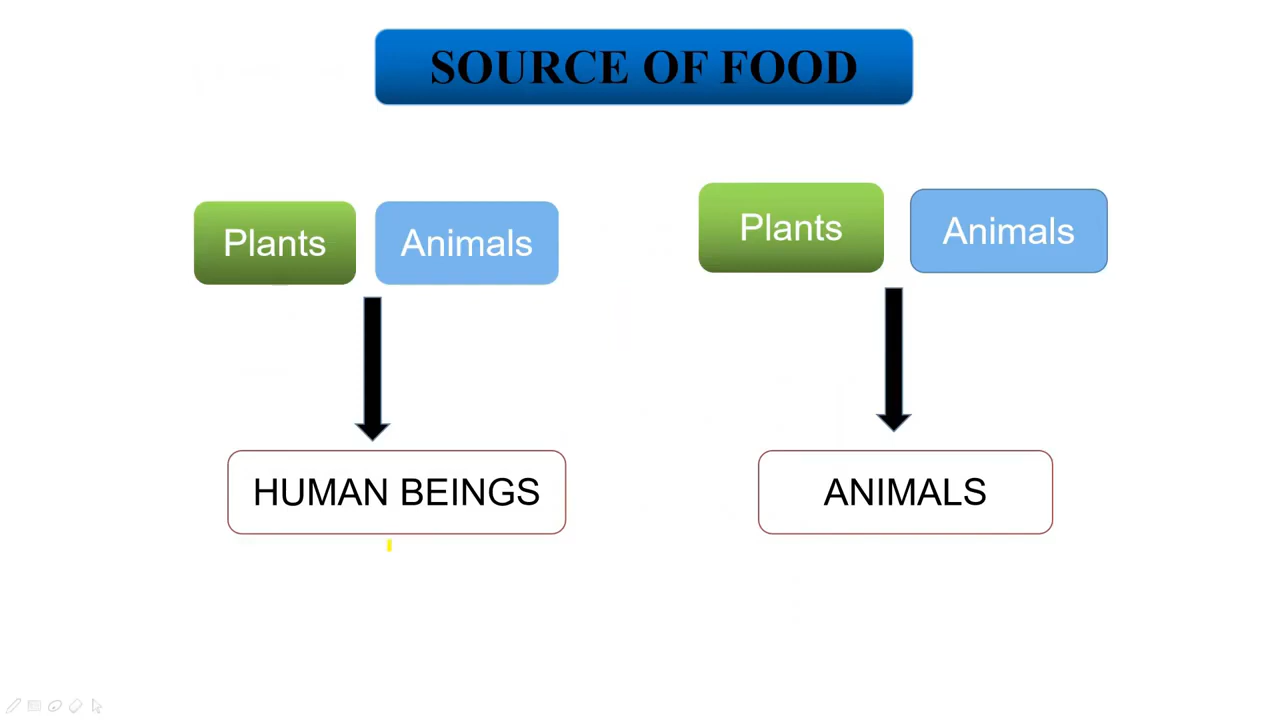 SOURCE OF FOOD
Plants
Animals
Plants
Animals
HUMAN BEINGS
ANIMALS